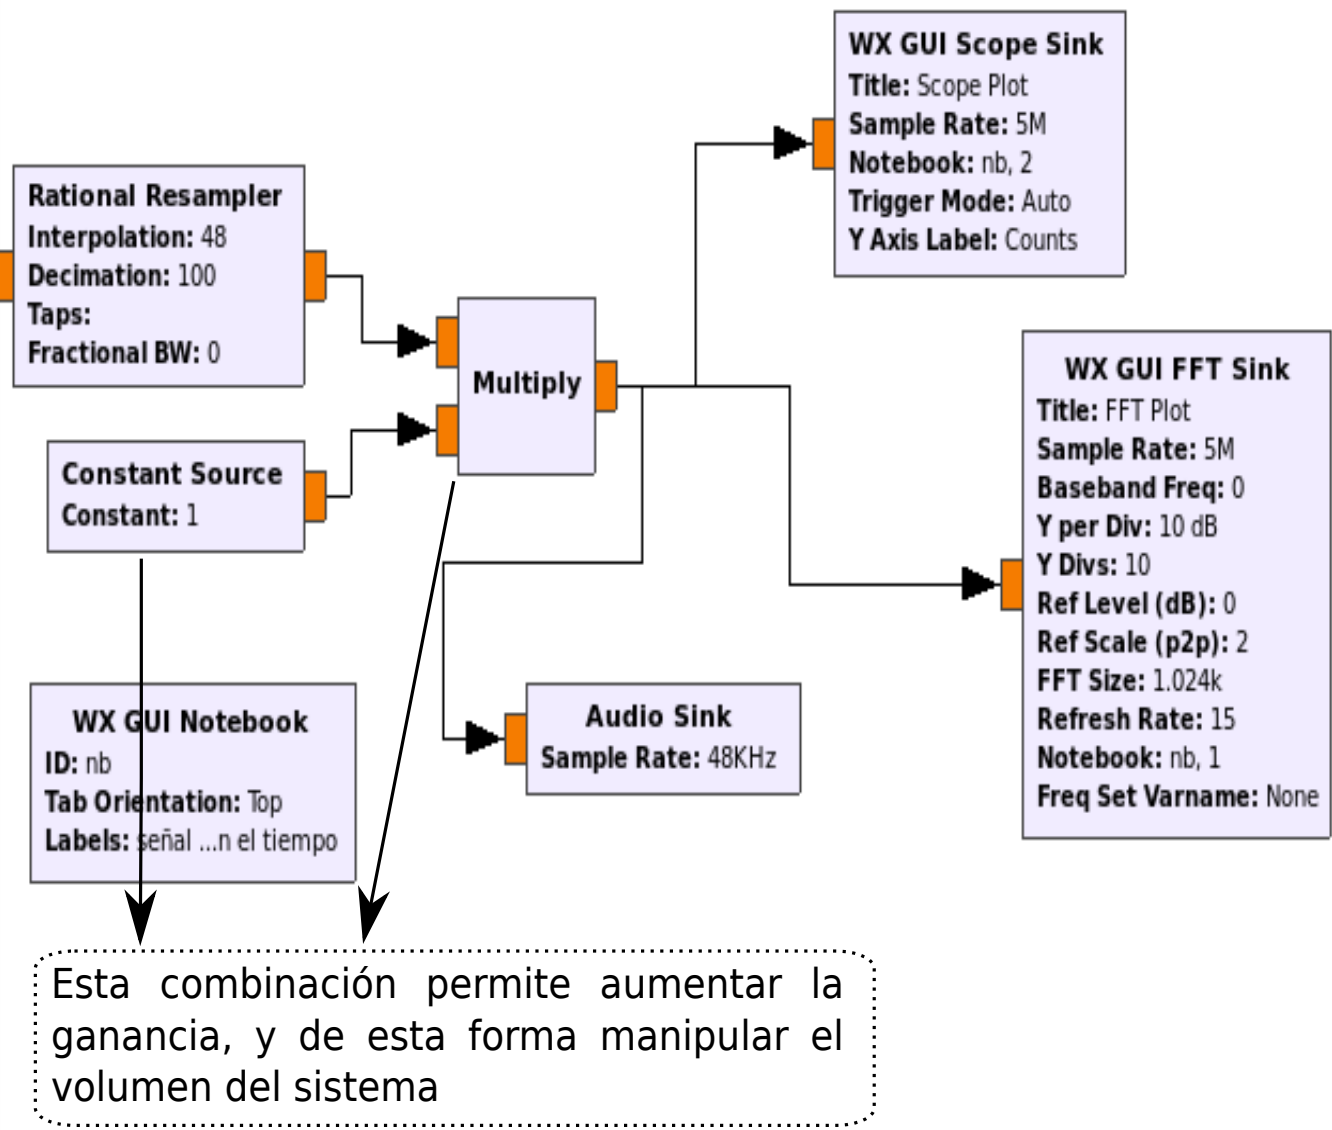 WX GUI Scope Sink
Title: Scope Plot
Sample Rate: 5M
Notebook: nb, 2
Trigger Mode: Auto
Y Axis Label: Counts
Rational Resampler
Interpolation: 48
Decimation: 100
Taps:
Fractional BW: 0
Multiply
Constant Source
Constant: 1
WX GUI FFT Sink
Title: FFT Plot
Sample Rate: 5M
Baseband Freq: 0
Y per Div: 10 dB
Y Divs: 10
Ref Level (dB): 0
Ref Scale (p2p): 2
FFT Size: 1.024k
Refresh Rate: 15
Notebook: nb, 1
Freq Set Varname: None
WX GUI Notebook
ID: nb
Tab Orientation: Top
Labels: señal ...n el tiempo
Audio Sink
Sample Rate: 48KHz
Esta combinación permite aumentar la
ganancia, y de esta forma manipular el
volumen del sistema